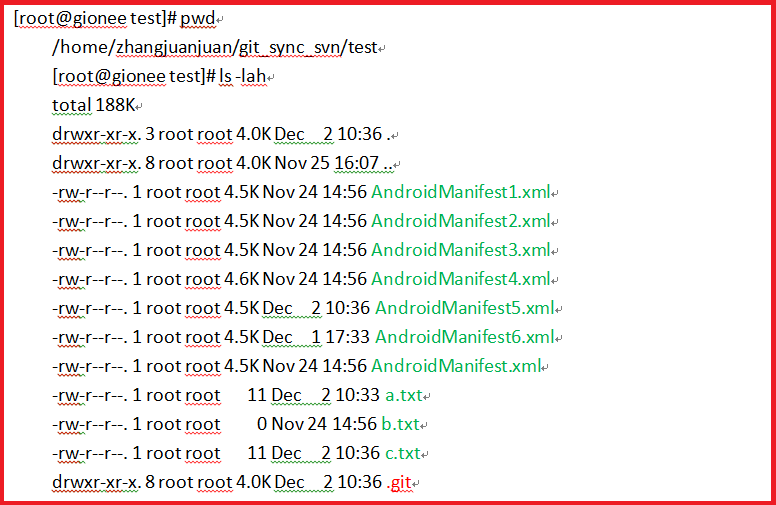 [root@gionee test]# pwd
/home/zhangjuanjuan/git_sync_svn/test
[root@gionee test]# ls -lah
total 188K
drwxr-xr-x. 3 root root 4.0K Dec  2 10:36 .
drwxr-xr-x. 8 root root 4.0K Nov 25 16:07 ..
-rw-r--r--. 1 root root 4.5K Nov 24 14:56 AndroidManifest1.xml
-rw-r--r--. 1 root root 4.5K Nov 24 14:56 AndroidManifest2.xml
-rw-r--r--. 1 root root 4.5K Nov 24 14:56 AndroidManifest3.xml
-rw-r--r--. 1 root root 4.6K Nov 24 14:56 AndroidManifest4.xml
-rw-r--r--. 1 root root 4.5K Dec  2 10:36 AndroidManifest5.xml
-rw-r--r--. 1 root root 4.5K Dec  1 17:33 AndroidManifest6.xml
-rw-r--r--. 1 root root 4.5K Nov 24 14:56 AndroidManifest.xml
-rw-r--r--. 1 root root   11 Dec  2 10:33 a.txt
-rw-r--r--. 1 root root    0 Nov 24 14:56 b.txt
-rw-r--r--. 1 root root   11 Dec  2 10:36 c.txt
drwxr-xr-x. 8 root root 4.0K Dec  2 10:36 .git